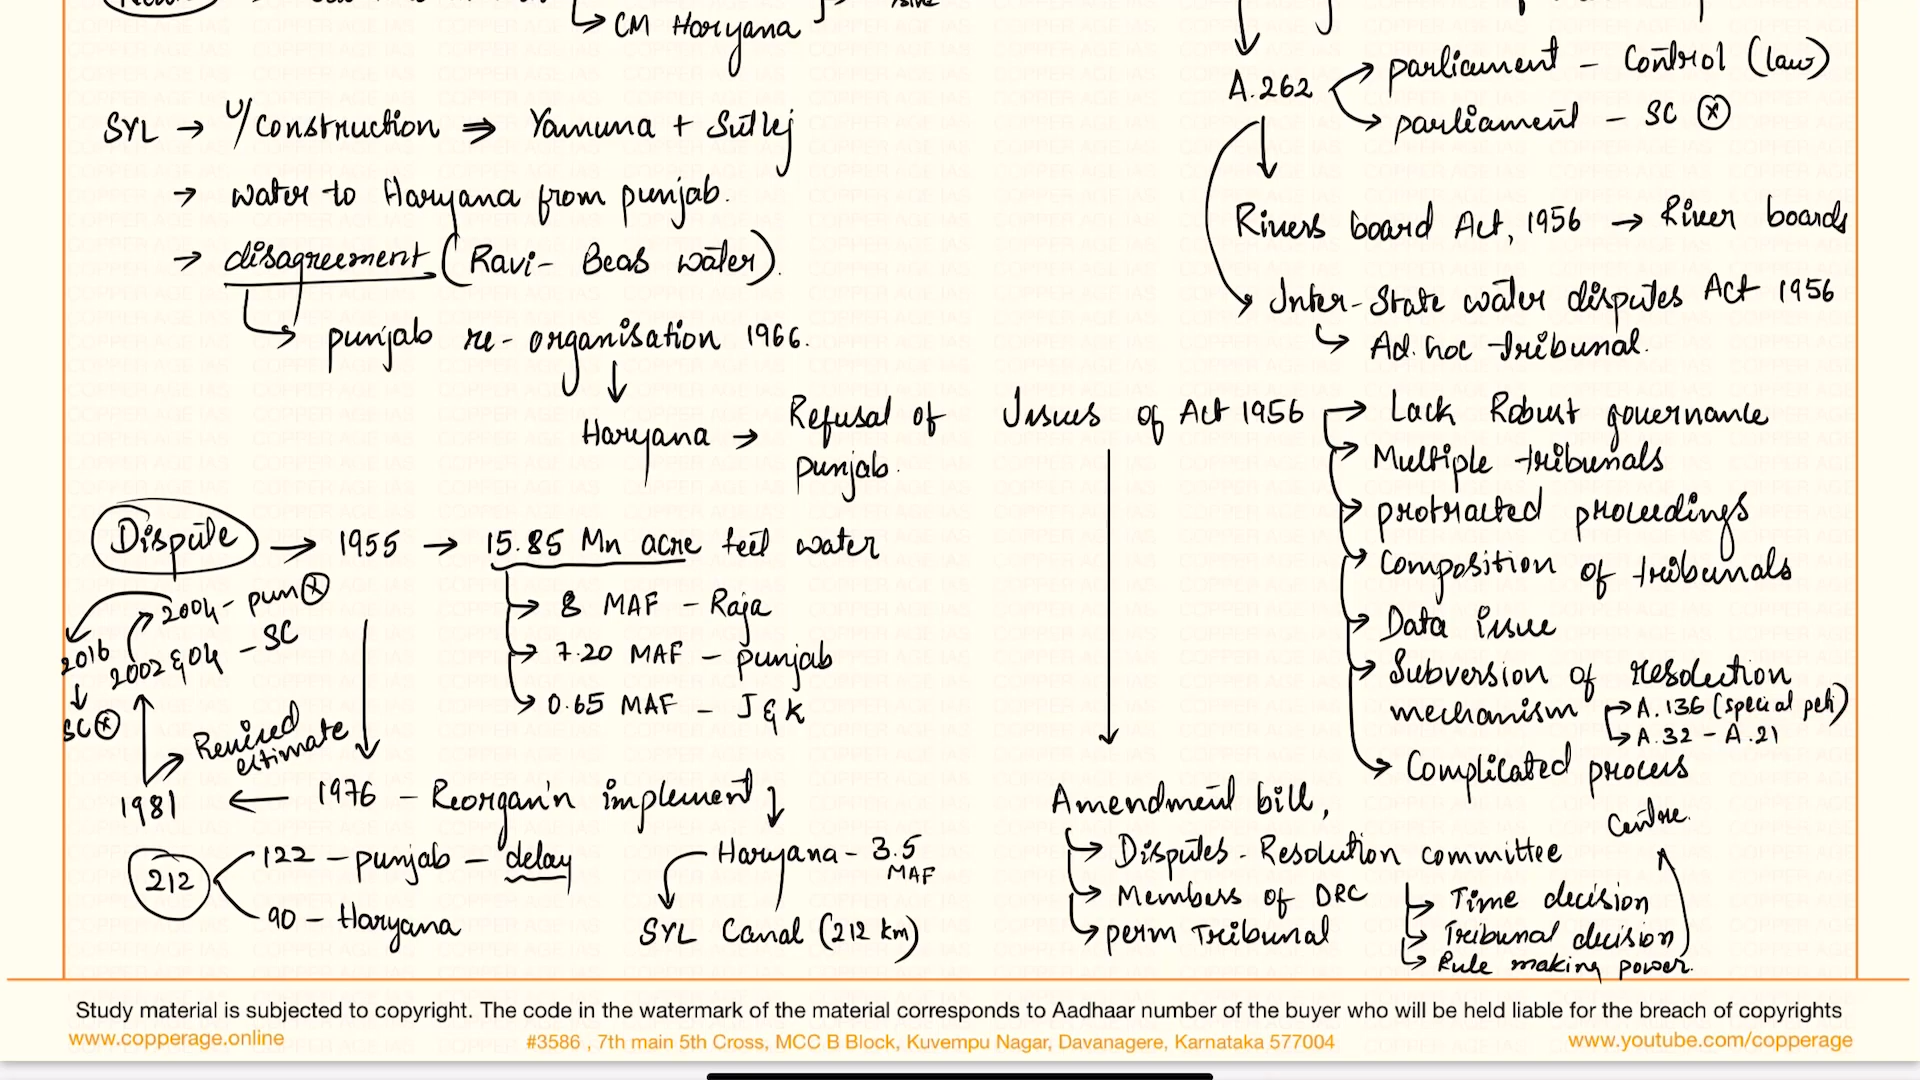 CM Haryana
SYL → U/Construction ⇒ Yamuna + Sutlej
→ water to Haryana from punjab.
→ disagreement (Ravi - Beas water).
↳ punjab re-organisation 1966.
Haryana → Refusal of
punjab.
Dispute → 1955 → 15.85 Mn acre feet water
→ 8 MAF – Raja
→ 7.20 MAF – punjab
→ 0.65 MAF – J & K
2004 - pun ⓧ
- SC
2016
2002 & 04
SC ⓧ
Revised
estimate
1981 ← 1976 – Reorgan'n implement
Haryana – 3.5
MAF
SYL Canal (212 km)
212
122 – punjab – delay
90 – Haryana
A.262
→ parliament – Control (law)
→ parliament – SC ⓧ
Rivers board Act, 1956 → River boards
Inter-State water disputes Act 1956
↳ Ad. hoc tribunal.
Issues of Act 1956
→ Lack Robust governance
→ Multiple tribunals
→ protracted proceedings
→ Composition of tribunals
→ Data issue
→ Subversion of resolection
mechanism
→ A. 136 (special peti)
→ A. 32 – A. 21
→ Complicated process
Amendment bill,
→ Disputes - Resolution committee
→ Members of DRC
→ perm Tribunal
Centre.
→ Time decision
→ Tribunal decision
→ Rule making power.
Study material is subjected to copyright. The code in the watermark of the material corresponds to Aadhaar number of the buyer who will be held liable for the breach of copyrights
www.copperage.online
#3586 , 7th main 5th Cross, MCC B Block, Kuvempu Nagar, Davanagere, Karnataka 577004
www.youtube.com/copperage